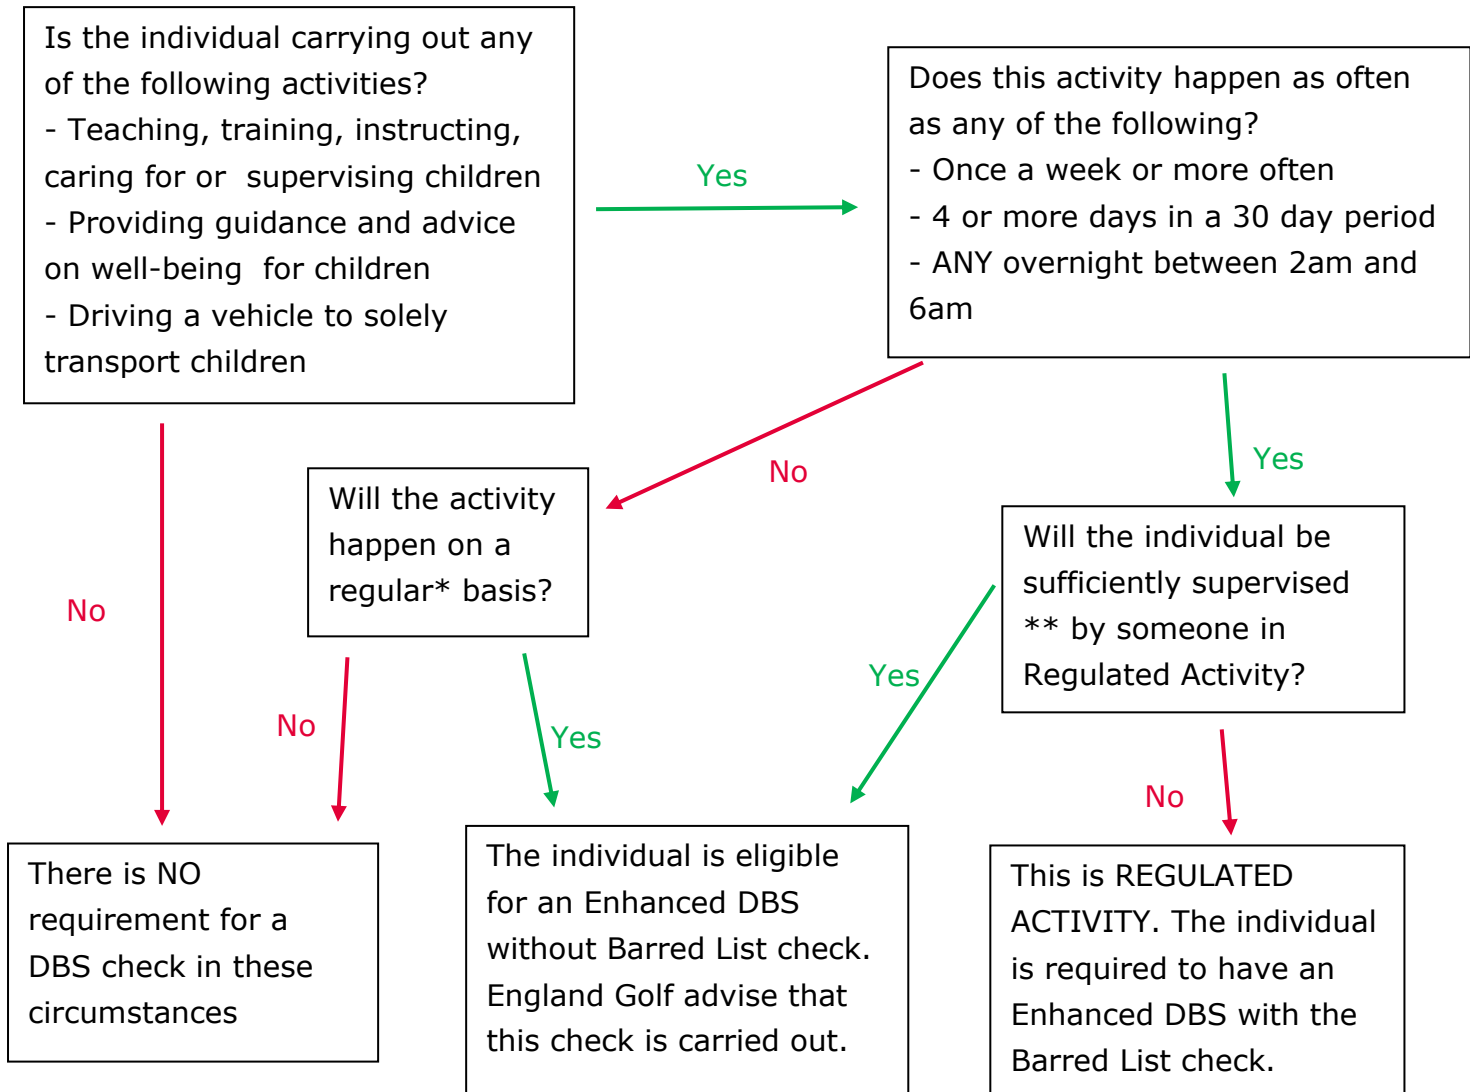 Is the individual carrying out any
of the following activities?
- Teaching, training, instructing,
caring for or supervising children
- Providing guidance and advice
on well-being for children
- Driving a vehicle to solely
transport children
Yes
Does this activity happen as often
as any of the following?
- Once a week or more often
- 4 or more days in a 30 day period
- ANY overnight between 2am and
6am
No
No
Yes
Will the activity
happen on a
regular* basis?
Will the individual be
sufficiently supervised
** by someone in
Regulated Activity?
No
Yes
Yes
No
There is NO
requirement for a
DBS check in these
circumstances
The individual is eligible
for an Enhanced DBS
without Barred List check.
England Golf advise that
this check is carried out.
This is REGULATED
ACTIVITY. The individual
is required to have an
Enhanced DBS with the
Barred List check.